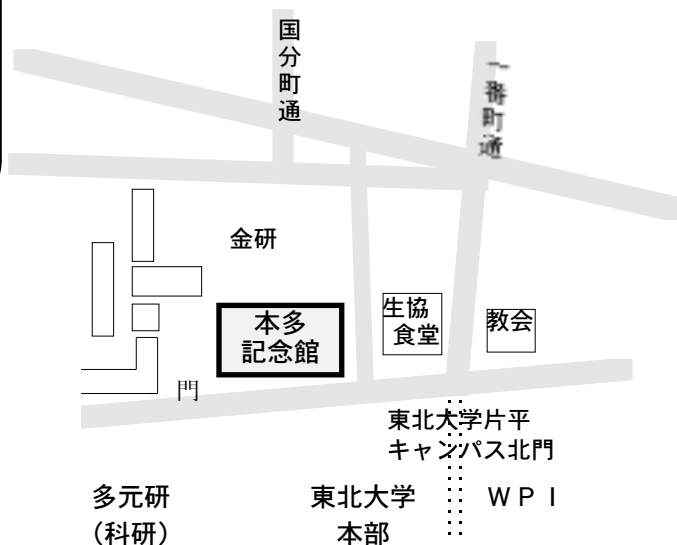 国分町通
一番町通
金研
本多
記念館
生協
食堂
教会
門
東北大学片平
キャンパス北門
多元研
(科研)
東北大学
本部
ＷＰＩ